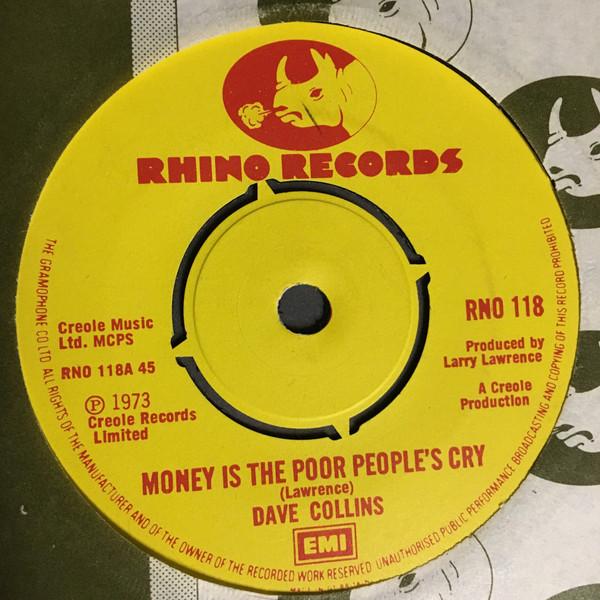 RHINO RECORDS
RNO 118
Creole Music
Ltd. MCPS
RNO 118A 45
Produced by
Larry Lawrence
A Creole
Production
℗ 1973
Creole Records
Limited
MONEY IS THE POOR PEOPLE'S CRY
(Lawrence)
DAVE COLLINS
EMI
THE GRAMOPHONE CO LTD. ALL RIGHTS OF THE MANUFACTURER AND OF THE OWNER OF THE RECORDED WORK RESERVED UNAUTHORISED PUBLIC PERFORMANCE BROADCASTING AND COPYING OF THIS RECORD PROHIBITED